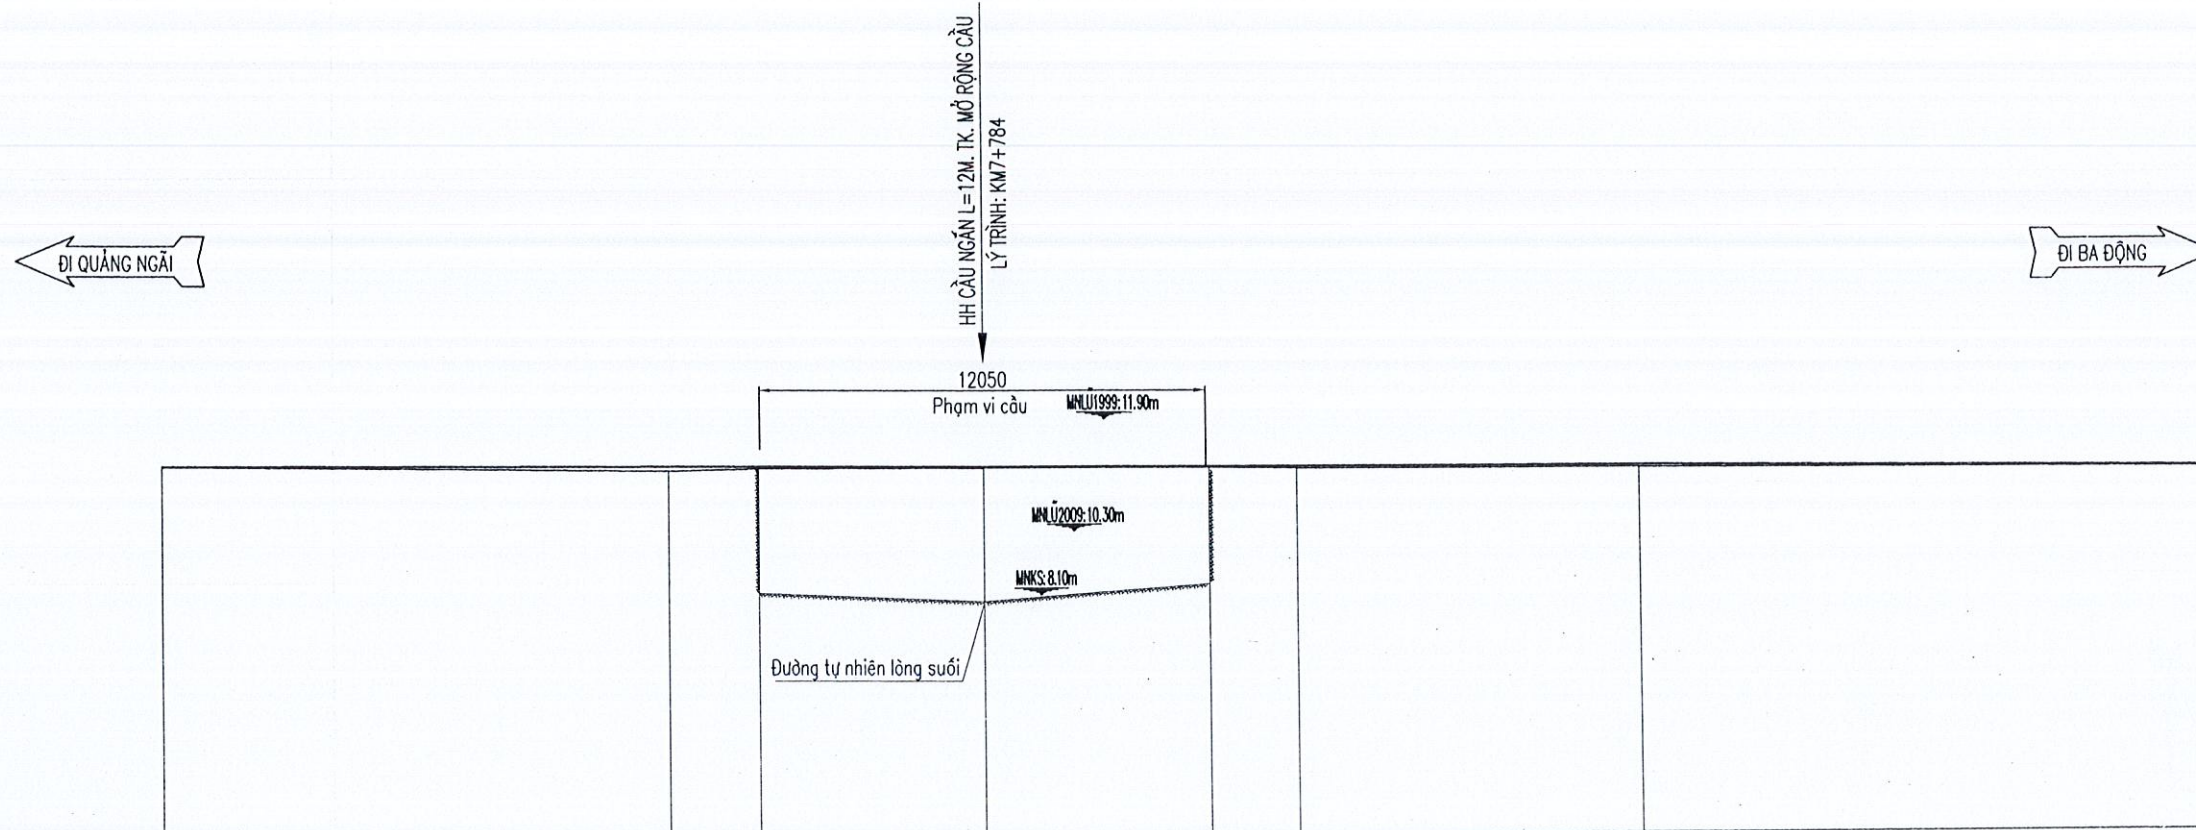 HH CẦU NGẮN L=12M. TK. MỞ RỘNG CẦU
LÝ TRÌNH: KM7+784
ĐI QUẢNG NGÃI
ĐI BA ĐỘNG
12050
Phạm vi cầu
MNLŨ1999:11.90m
MNLŨ2009:10.30m
MNKS: 8.10m
Đường tự nhiên lòng suối